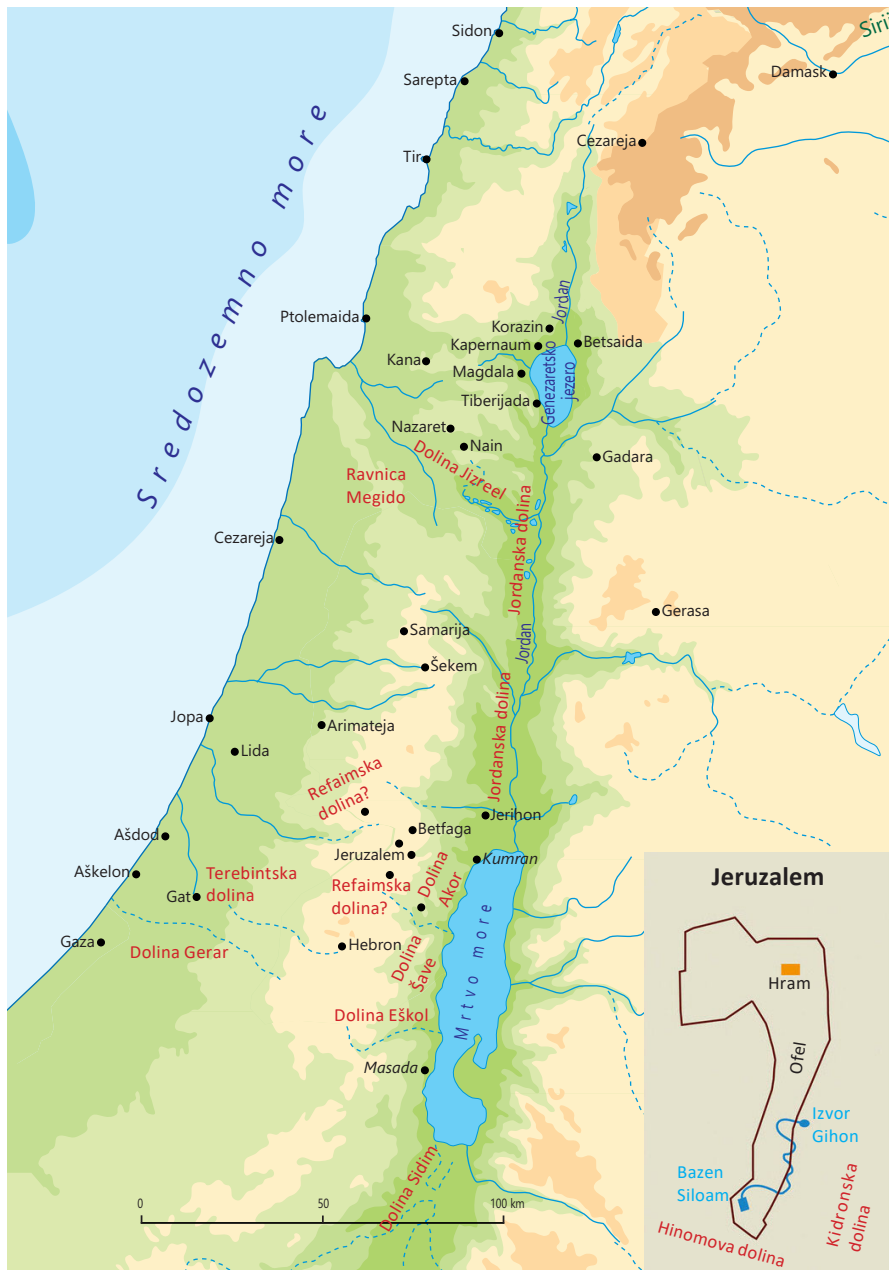 Sidon
Siri
Damask
Sarepta
Cezareja
Tir
Sredozemno more
Jordan
Ptolemaida
Korazin
Kapernaum
Betsaida
Kana
Magdala
Genezaretsko
jezero
Tiberijada
Nazaret
Nain
Dolina Jizreel
Gadara
Ravnica
Megido
Jordanska dolina
Cezareja
Gerasa
Samarija
Jordan
Šekem
Jordanska dolina
Jopa
Arimateja
Lida
Refaimska
dolina?
Jerihon
Betfaga
Ašdod
Jeruzalem
Kumran
Aškelon
Terebintska
dolina
Refaimska
dolina?
Dolina
Akor
Gat
Gaza
Dolina Gerar
Hebron
Dolina
Šave
Mrtvo more
Dolina Eškol
Masada
Dolina Sidim
0
50
100 km
Jeruzalem
Hram
Ofel
Izvor
Gihon
Bazen
Siloam
Hinomova dolina
Kidronska
dolina